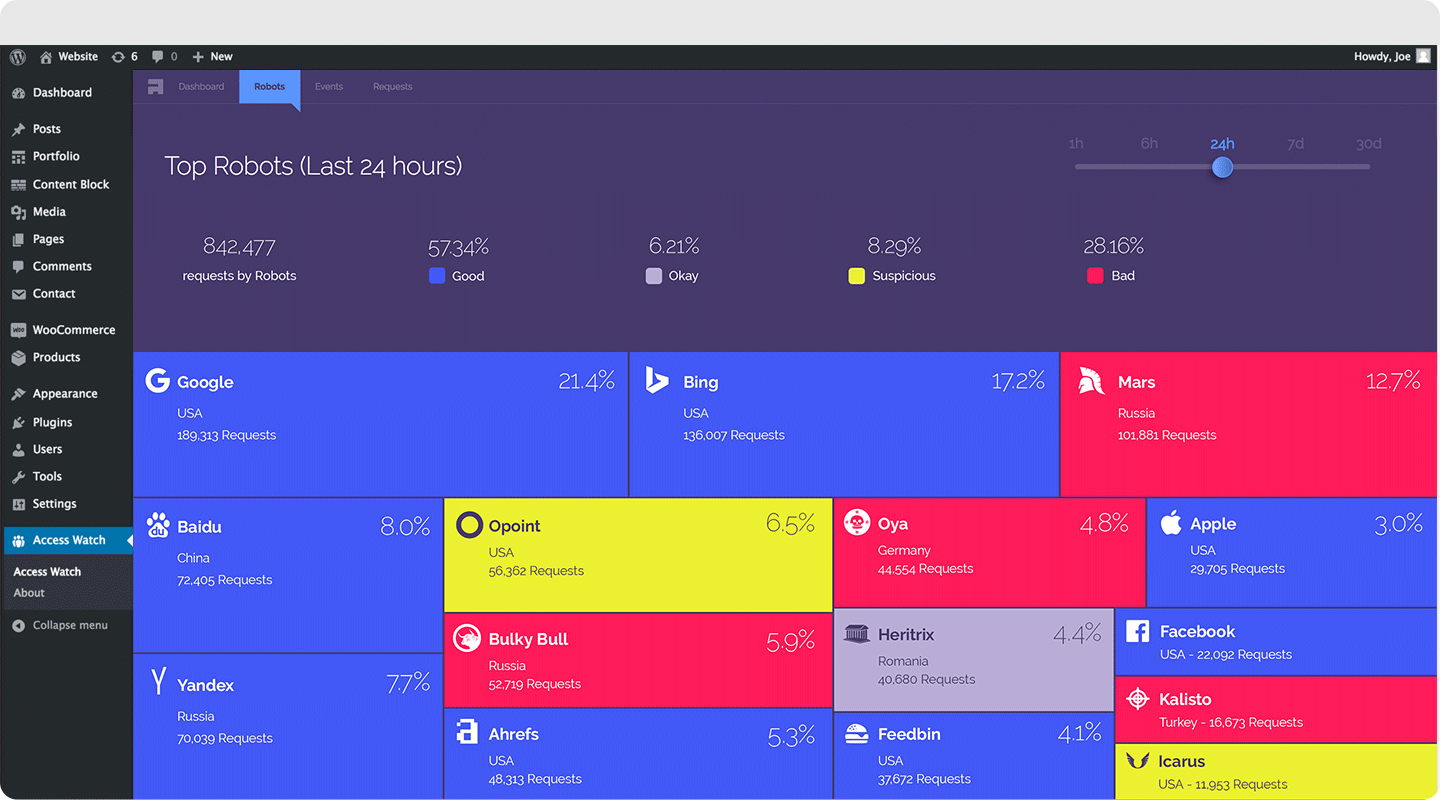 Website 6 0 New Howdy, Joe
Dashboard
Posts
Portfolio
Content Block
Media
Pages
Comments
Contact
WOO WooCommerce
Products
Appearance
Plugins
Users
Tools
Settings
Access Watch
Access Watch
About
Collapse menu
Dashboard Robots Events Requests
Top Robots (Last 24 hours)
1h 6h 24h 7d 30d
842,477 57.34% 6.21% 8.29% 28.16%
requests by Robots Good Okay Suspicious Bad
Google 21.4%
USA
189,313 Requests
Bing 17.2%
USA
136,007 Requests
Mars 12.7%
Russia
101,881 Requests
du Baidu 8.0%
China
72,405 Requests
Opoint 6.5%
USA
56,362 Requests
Oya 4.8%
Germany
44,554 Requests
Apple 3.0%
USA
29,705 Requests
Yandex 7.7%
Russia
70,039 Requests
Bulky Bull 5.9%
Russia
52,719 Requests
Heritrix 4.4%
Romania
40,680 Requests
Facebook
USA - 22,092 Requests
Kalisto
Turkey - 16,673 Requests
Ahrefs 5.3%
USA
48,313 Requests
Feedbin 4.1%
USA
37,672 Requests
Icarus
USA - 11,953 Requests